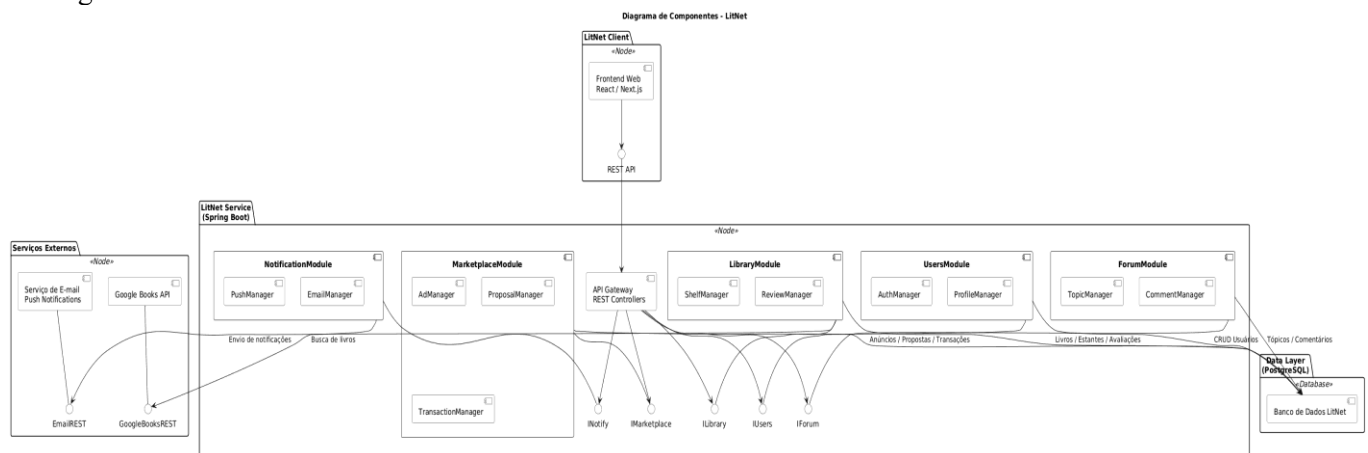 Diagrama de Componentes - LitNet
LitNet Client
«Node»
Frontend Web
React / Next.js
REST API
LitNet Service
(Spring Boot)
«Node»
Serviços Externos
«Node»
Serviço de E-mail
Push Notifications
Google Books API
NotificationModule
PushManager
EmailManager
MarketplaceModule
AdManager
ProposalManager
API Gateway
REST Controllers
LibraryModule
ShelfManager
ReviewManager
UsersModule
AuthManager
ProfileManager
ForumModule
TopicManager
CommentManager
Envio de notificações
Busca de livros
Anúncios / Propostas / Transações
Livros / Estantes / Avaliações
CRUD Usuários
Tópicos / Comentários
Data Layer
(PostgreSQL)
«Database»
Banco de Dados LitNet
TransactionManager
EmailREST
GoogleBooksREST
INotify
IMarketplace
ILibrary
IUsers
IForum